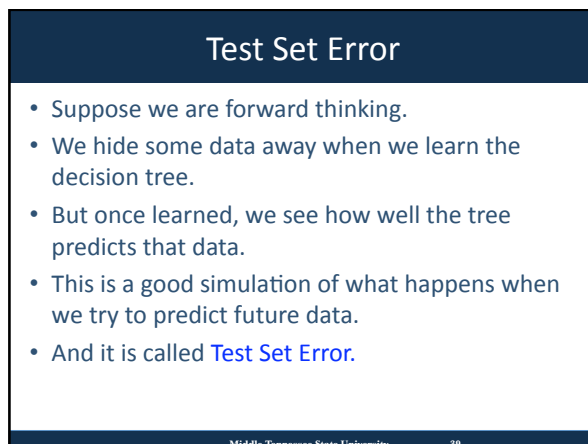 Test Set Error
• Suppose we are forward thinking.
• We hide some data away when we learn the
decision tree.
• But once learned, we see how well the tree
predicts that data.
• This is a good simulation of what happens when
we try to predict future data.
• And it is called Test Set Error.
Middle Tennessee State University 39